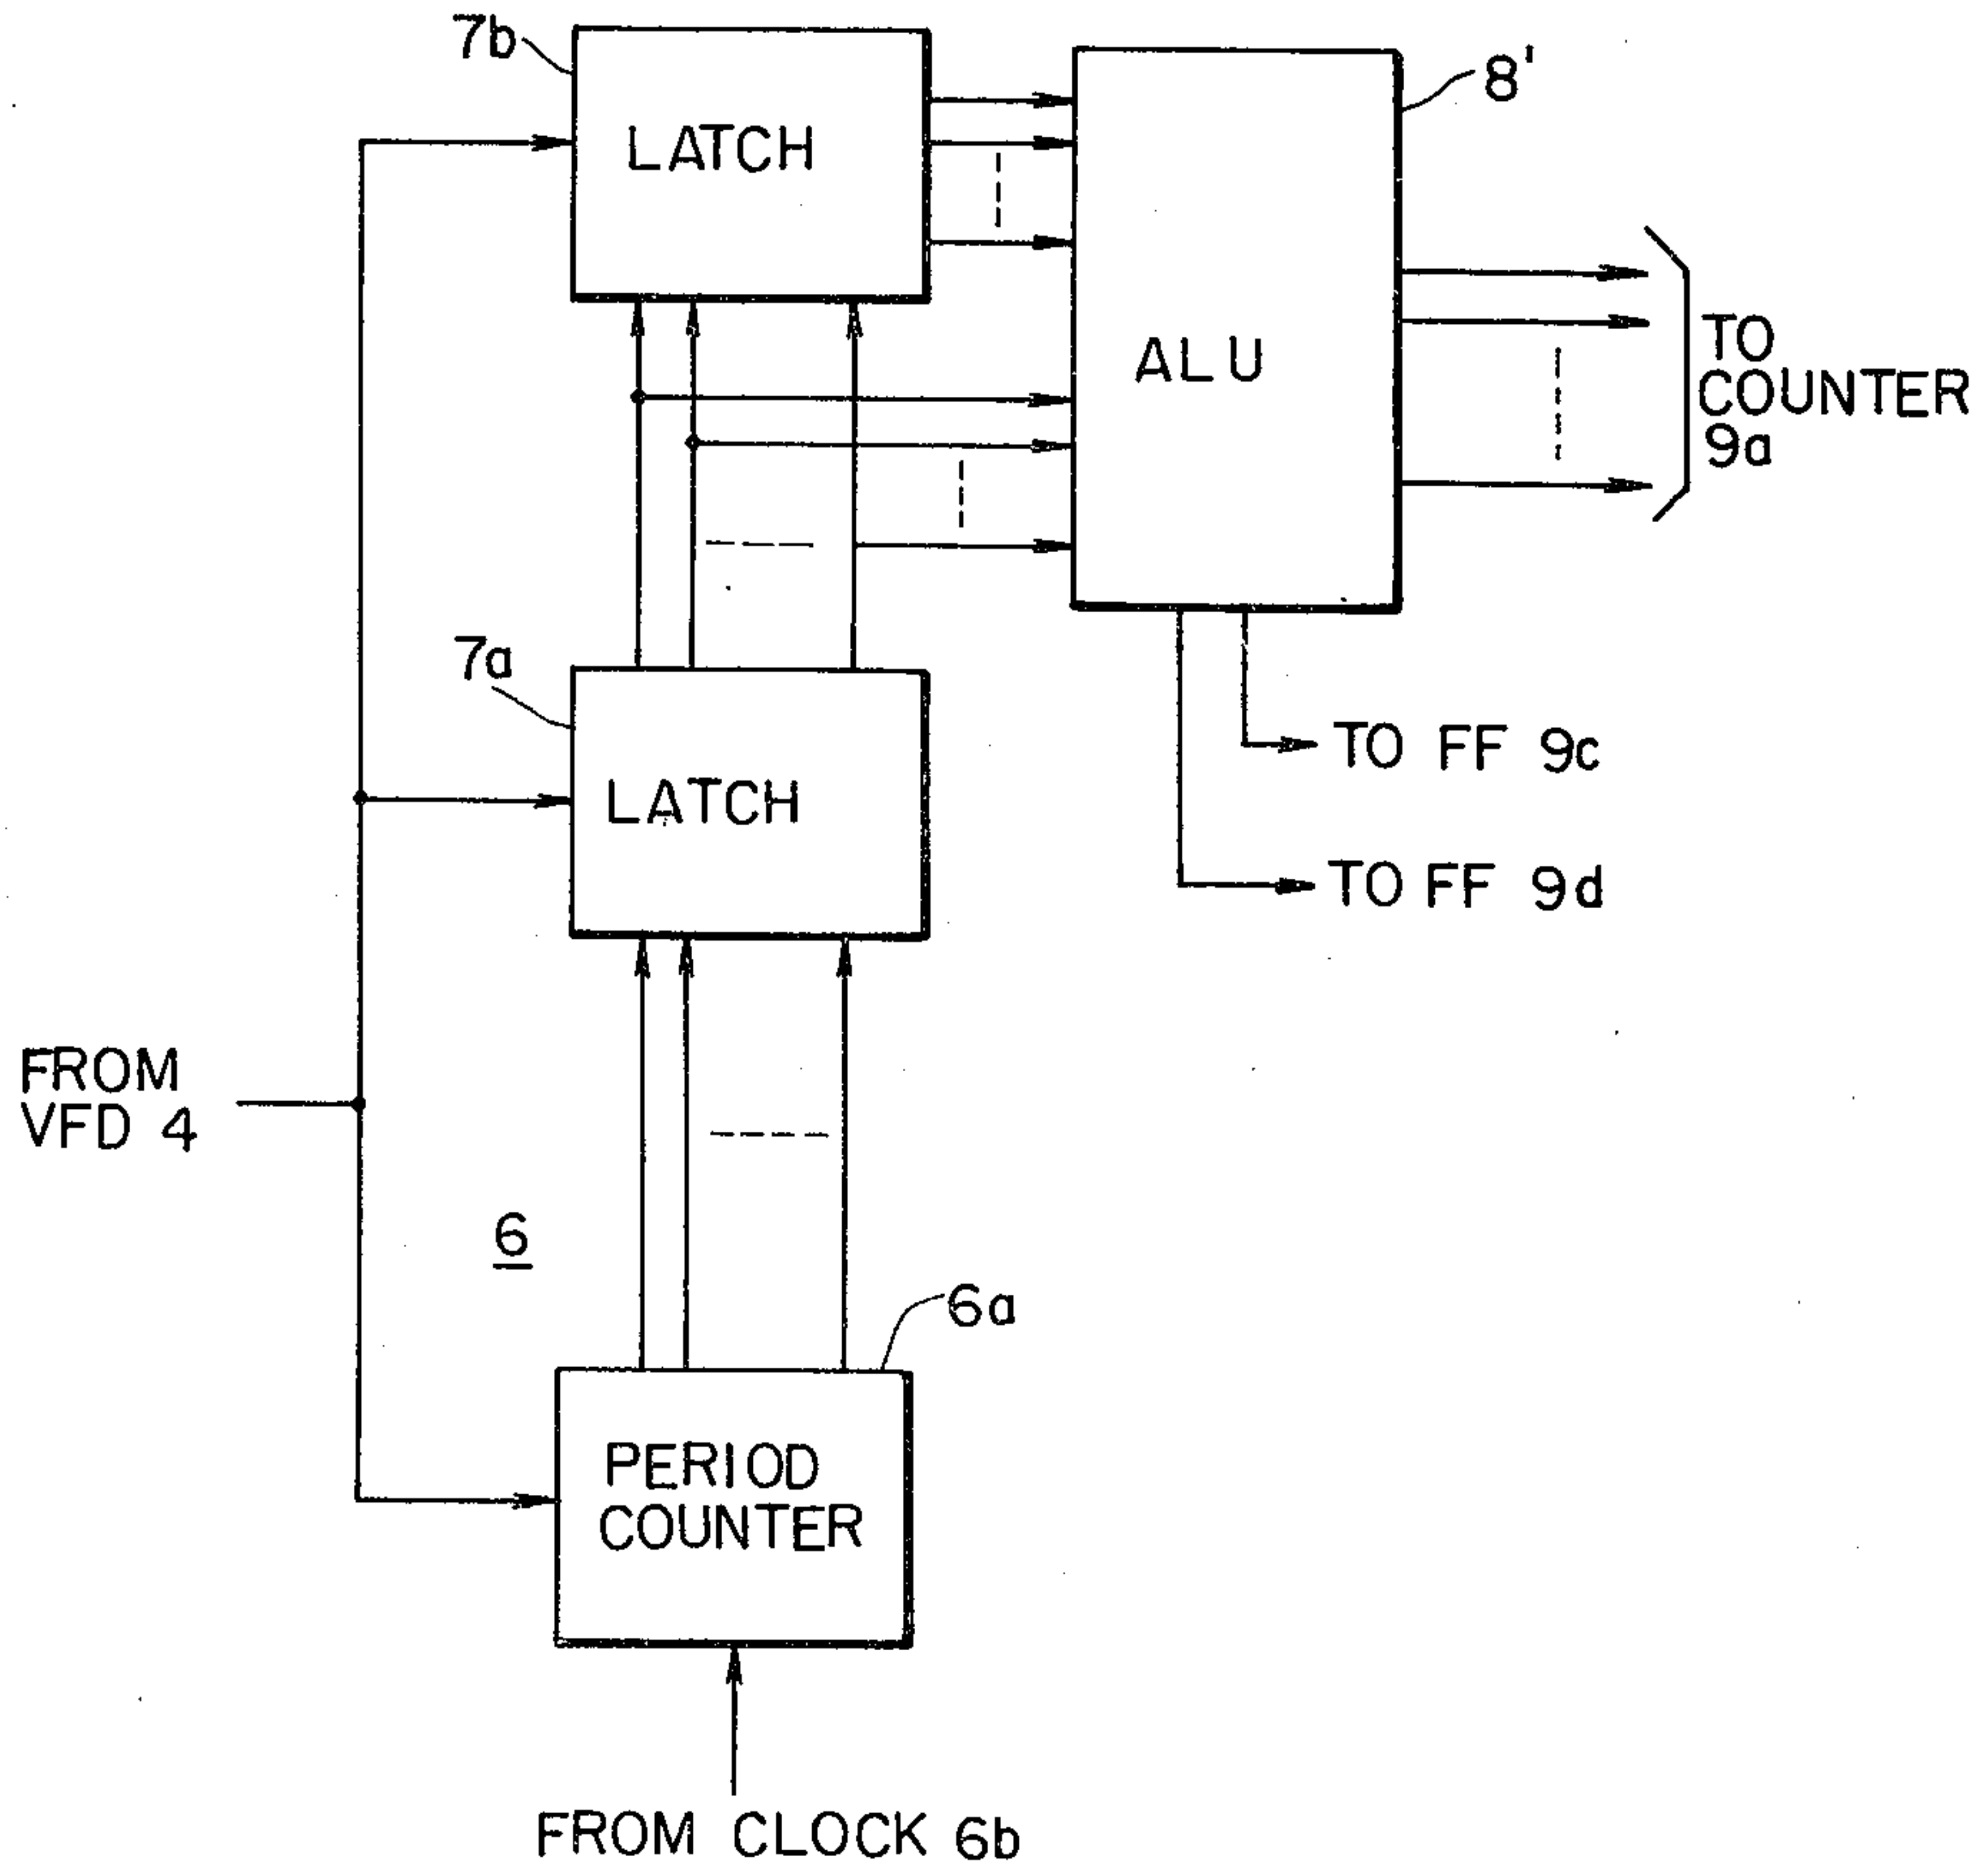 7b
LATCH
8'
ALU
TO
COUNTER
9a
7a
LATCH
TO FF 9c
TO FF 9d
FROM
VFD 4
6
6a
PERIOD
COUNTER
FROM CLOCK 6b